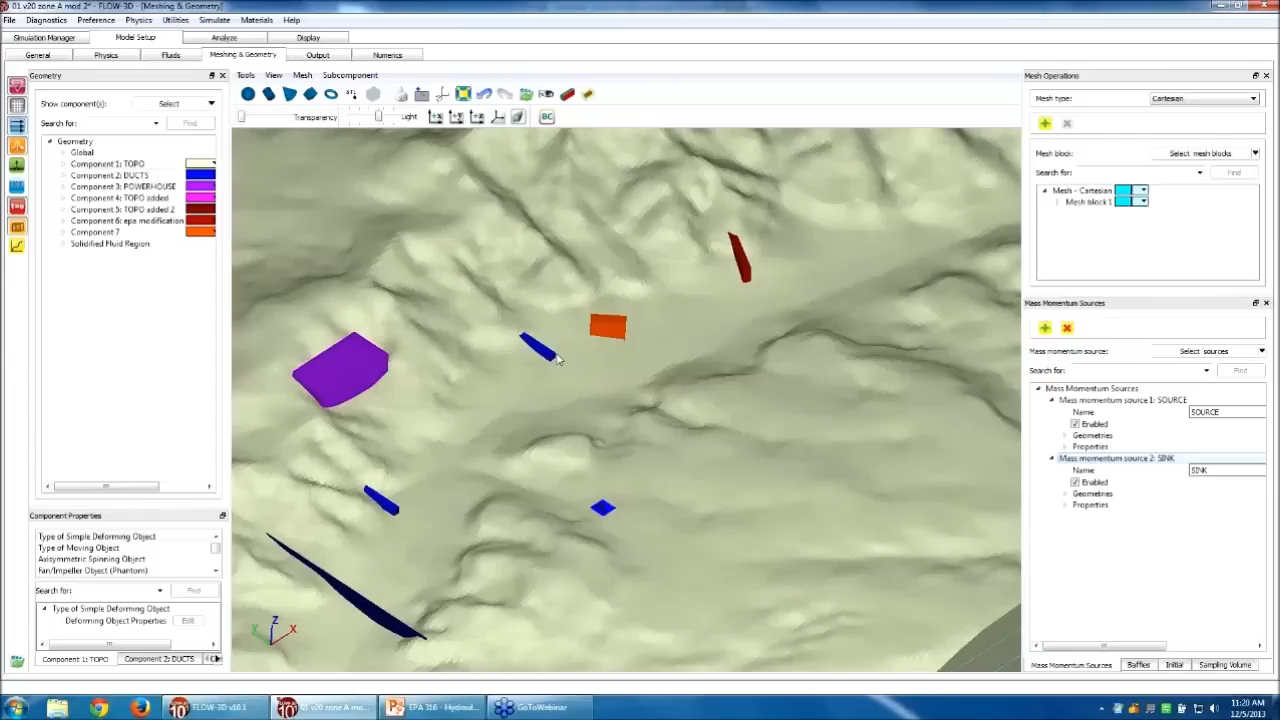 01 v20 zone A mod 2* - FLOW-3D - [Meshing & Geometry]
File Diagnostics Preference Physics Utilities Simulate Materials Help
Simulation Manager Model Setup Analyze Display
General Physics Fluids Meshing & Geometry Output Numerics
Geometry
Show component(s): Select
Search for: Find
Geometry
Global
Component 1: TOPO
Component 2: DUCTS
Component 3: POWERHOUSE
Component 4: TOPO added
Component 5: TOPO added 2
Component 6: epa modification
Component 7
Solidified Fluid Region
Component Properties
Type of Simple Deforming Object
Type of Moving Object
Axisymmetric Spinning Object
Fan/Impeller Object (Phantom)
Search for: Find
Type of Simple Deforming Object
Deforming Object Properties Edit
Component 1: TOPO Component 2: DUCTS
Tools View Mesh Subcomponent
STL
Transparency Light BC
Z
Y X
Mesh Operations
Mesh type: Cartesian
Mesh block: Select mesh blocks
Search for: Find
Mesh - Cartesian
Mesh block 1
Mass Momentum Sources
Mass momentum source: Select sources
Search for: Find
Mass Momentum Sources
Mass momentum source 1: SOURCE
Name SOURCE
Enabled
Geometries
Properties
Mass momentum source 2: SINK
Name SINK
Enabled
Geometries
Properties
Mass Momentum Sources Baffles Initial Sampling Volume
FLOW-3D v10.1 01 v20 zone A mo... EPA 316 - Hydraul... GoToWebinar
11:20 AM
12/5/2013